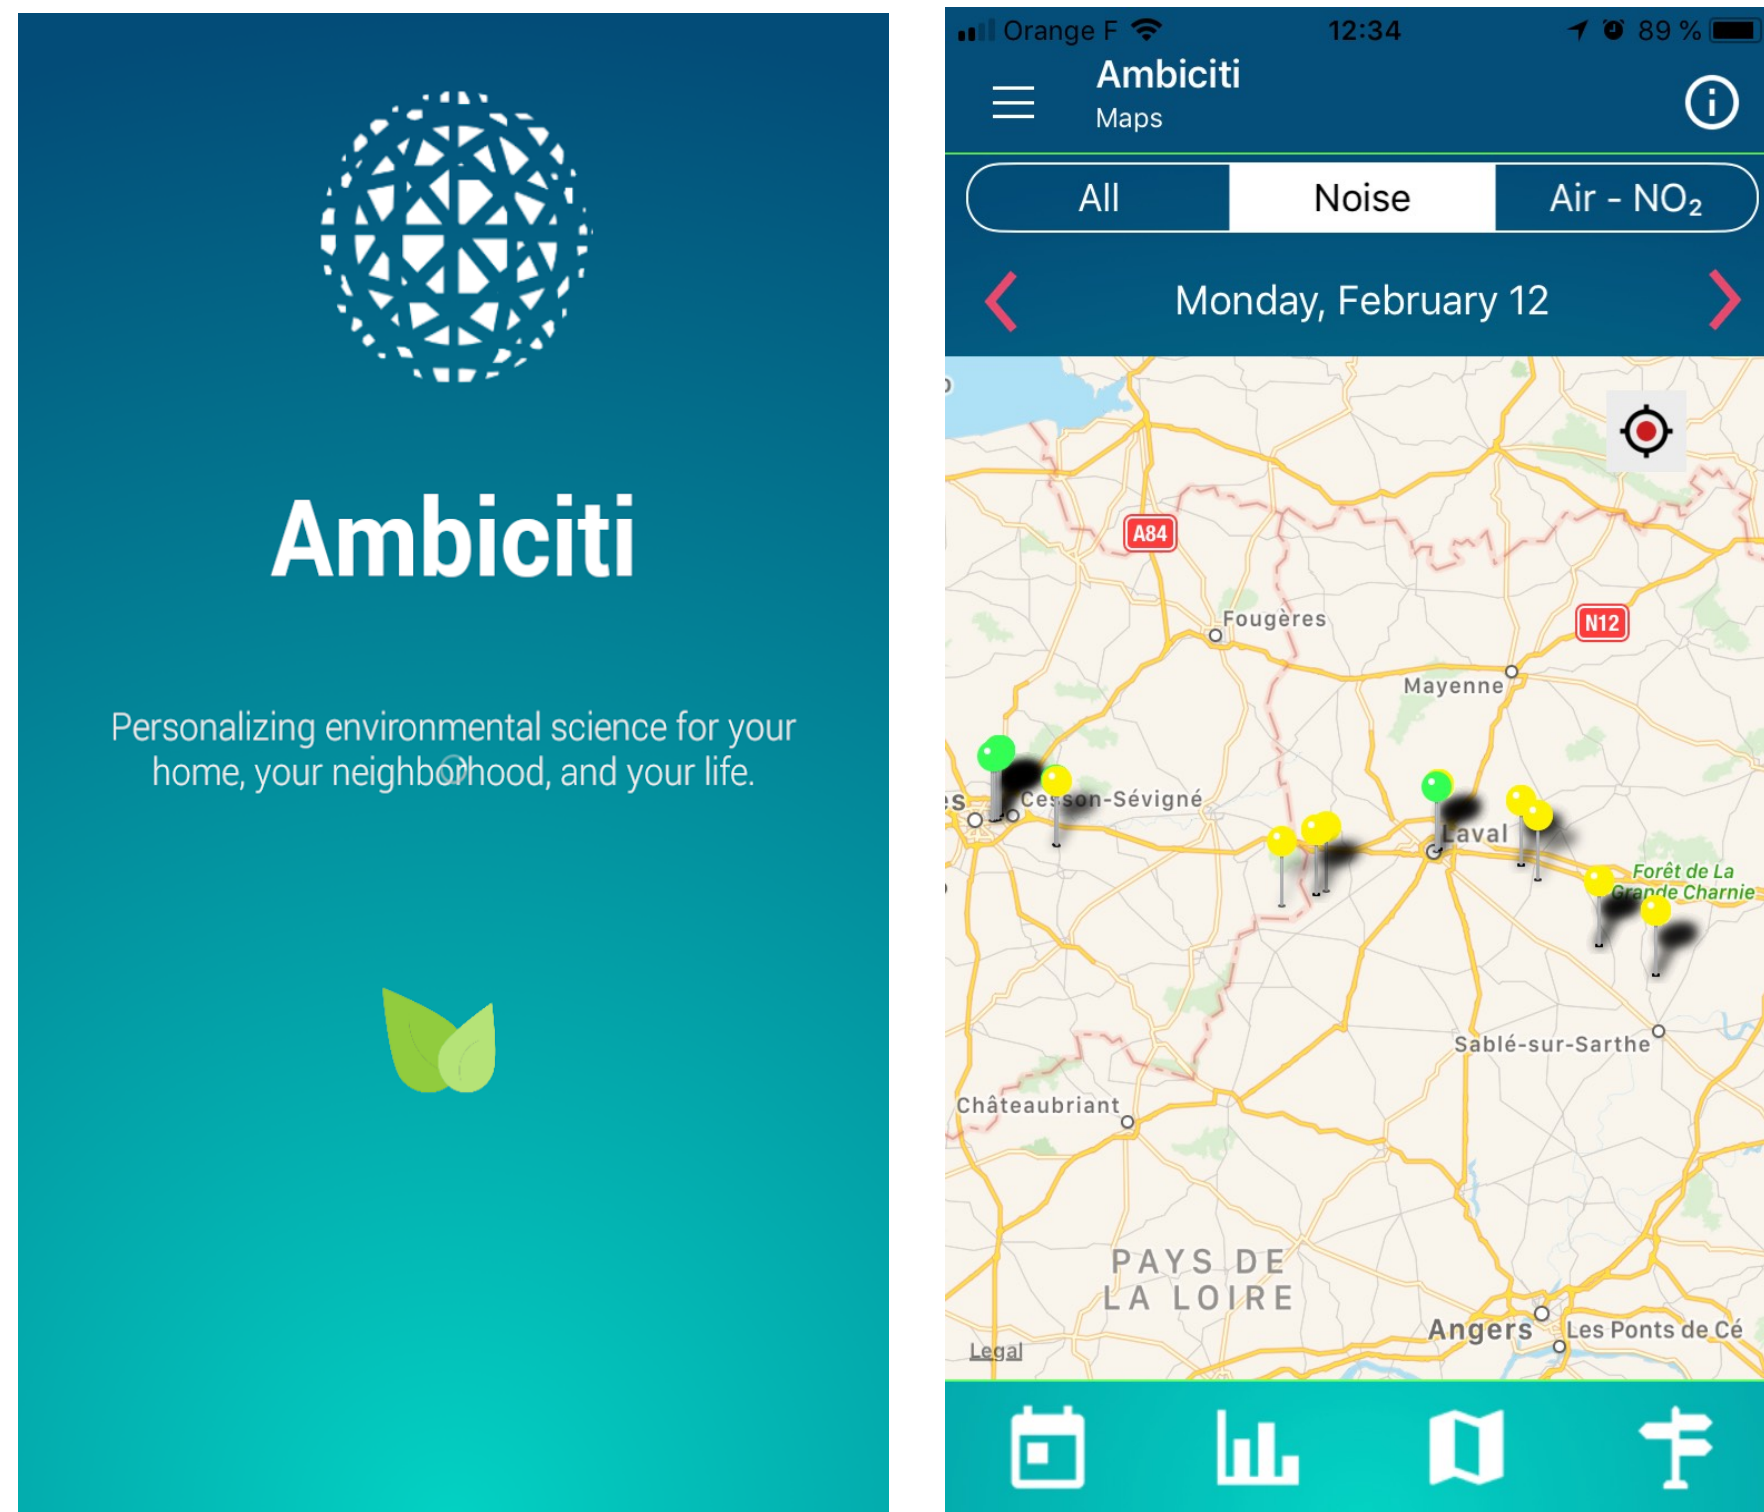 Ambiciti
Personalizing environmental science for your
home, your neighborhood, and your life.
Orange F
12:34
89 %
Ambiciti
Maps
All
Noise
Air - NO₂
Monday, February 12
A84
Fougères
N12
Mayenne
es
Cesson-Sévigné
Laval
Forêt de La
Grande Charnie
Sablé-sur-Sarthe
Châteaubriant
PAYS DE
LA LOIRE
Angers
Les Ponts de Cé
Legal